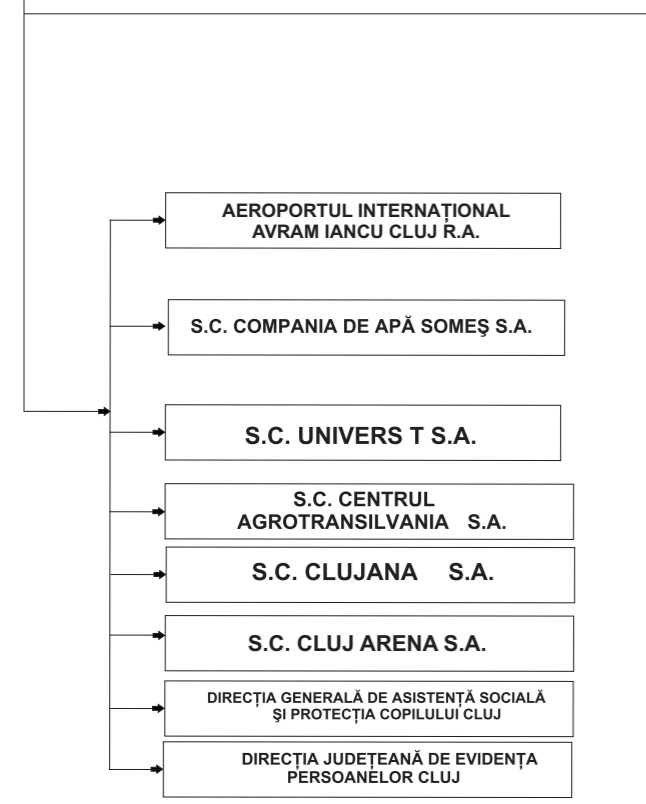 AEROPORTUL INTERNAȚIONAL
AVRAM IANCU CLUJ R.A.
S.C. COMPANIA DE APĂ SOMEŞ S.A.
S.C. UNIVERS T S.A.
S.C. CENTRUL
AGROTRANSILVANIA S.A.
S.C. CLUJANA S.A.
S.C. CLUJ ARENA S.A.
DIRECȚIA GENERALĂ DE ASISTENȚĂ SOCIALĂ
ŞI PROTECȚIA COPILULUI CLUJ
DIRECȚIA JUDEȚEANĂ DE EVIDENȚA
PERSOANELOR CLUJ